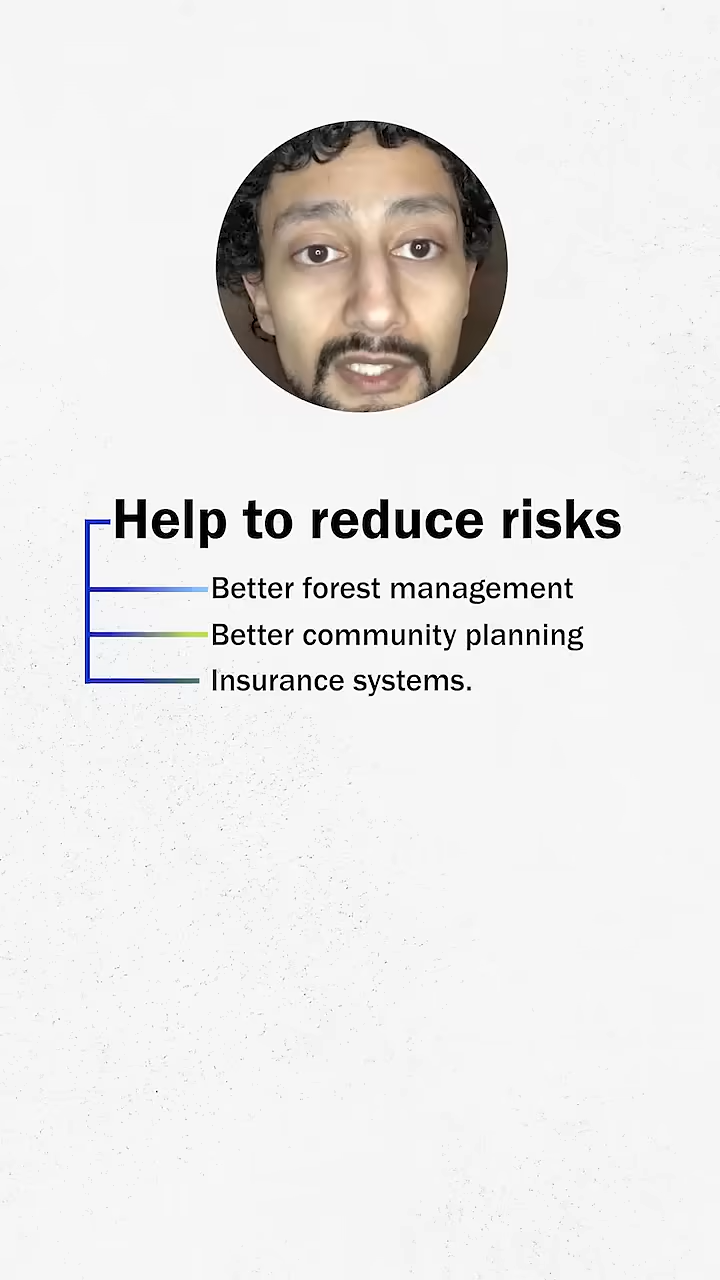 Help to reduce risks
Better forest management
Better community planning
Insurance systems.